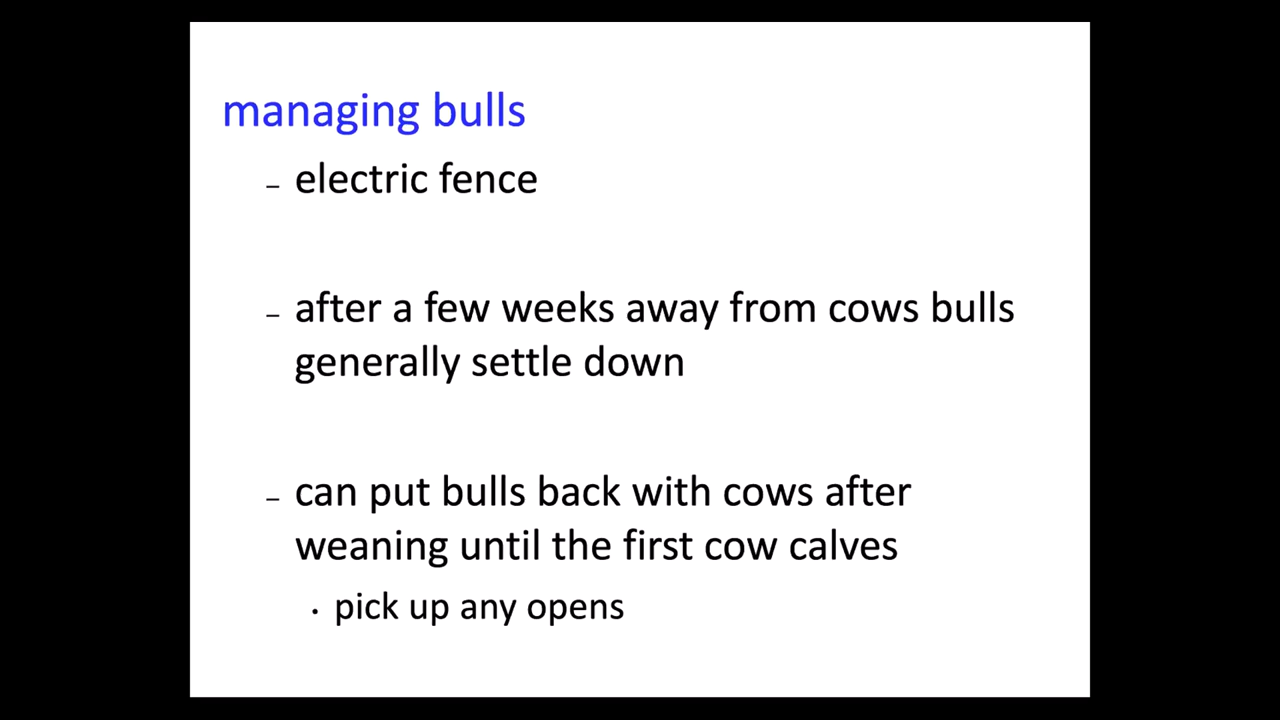 managing bulls
– electric fence
– after a few weeks away from cows bulls
generally settle down
– can put bulls back with cows after
weaning until the first cow calves
• pick up any opens